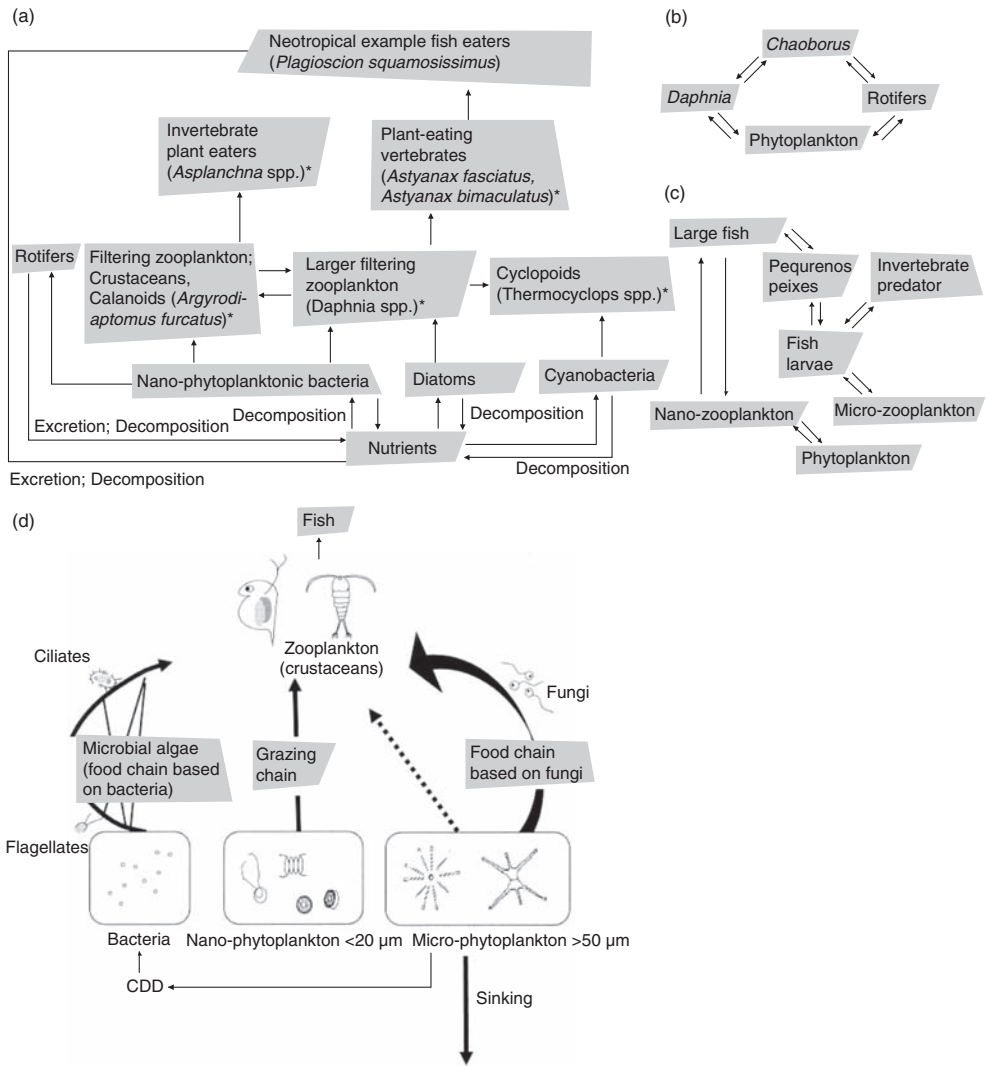 (a)
Neotropical example fish eaters
(Plagioscion squamosissimus)
Invertebrate
plant eaters
(Asplanchna spp.)*
Plant-eating
vertebrates
(Astyanax fasciatus,
Astyanax bimaculatus)*
Rotifers
Filtering zooplankton;
Crustaceans,
Calanoids (Argyrodi-
aptomus furcatus)*
Larger filtering
zooplankton
(Daphnia spp.)*
Cyclopoids
(Thermocyclops spp.)*
Nano-phytoplanktonic bacteria
Diatoms
Cyanobacteria
Decomposition
Decomposition
Excretion; Decomposition
Nutrients
Decomposition
Excretion; Decomposition
(b)
Chaoborus
Daphnia
Rotifers
Phytoplankton
(c)
Large fish
Pequrenos
peixes
Invertebrate
predator
Fish
larvae
Nano-zooplankton
Micro-zooplankton
Phytoplankton
(d)
Fish
Zooplankton
(crustaceans)
Ciliates
Fungi
Microbial algae
(food chain based
on bacteria)
Grazing
chain
Food chain
based on fungi
Flagellates
Bacteria
Nano-phytoplankton <20 µm
Micro-phytoplankton >50 µm
CDD
Sinking